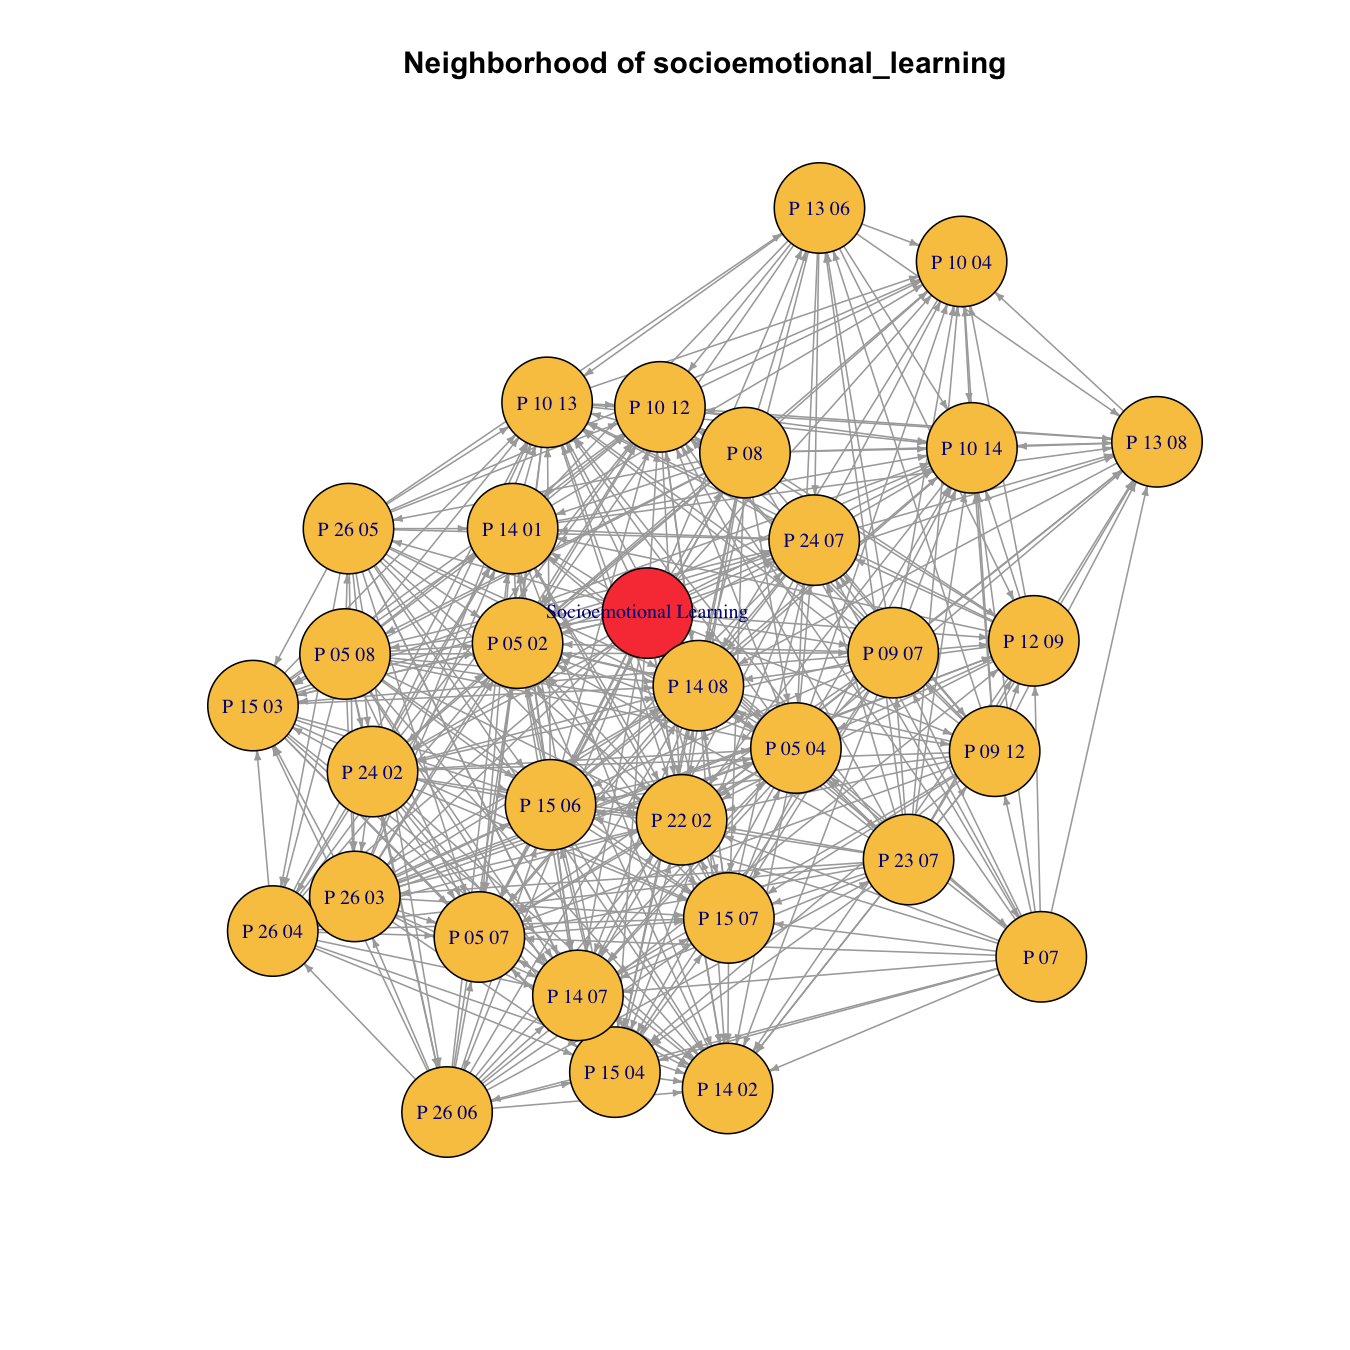 Neighborhood of socioemotional_learning
P 13 06
P 10 04
P 10 13
P 10 12
P 08
P 10 14
P 13 08
P 26 05
P 14 01
P 24 07
Socioemotional Learning
P 05 08
P 05 02
P 09 07
P 12 09
P 14 08
P 15 03
P 05 04
P 09 12
P 24 02
P 15 06
P 22 02
P 23 07
P 26 03
P 15 07
P 26 04
P 05 07
P 07
P 14 07
P 15 04
P 14 02
P 26 06